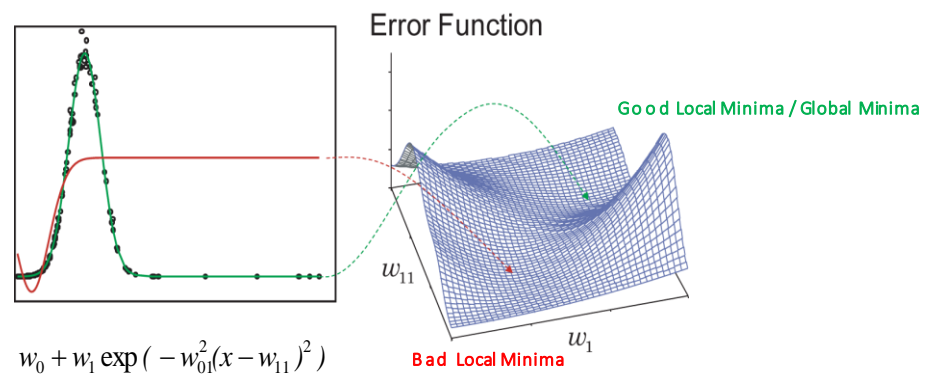 Error Function
Good Local Minima / Global Minima
w₁₁
w₁
w₀ + w₁ exp ( − w₀₁² (x − w₁₁)² )
Bad Local Minima